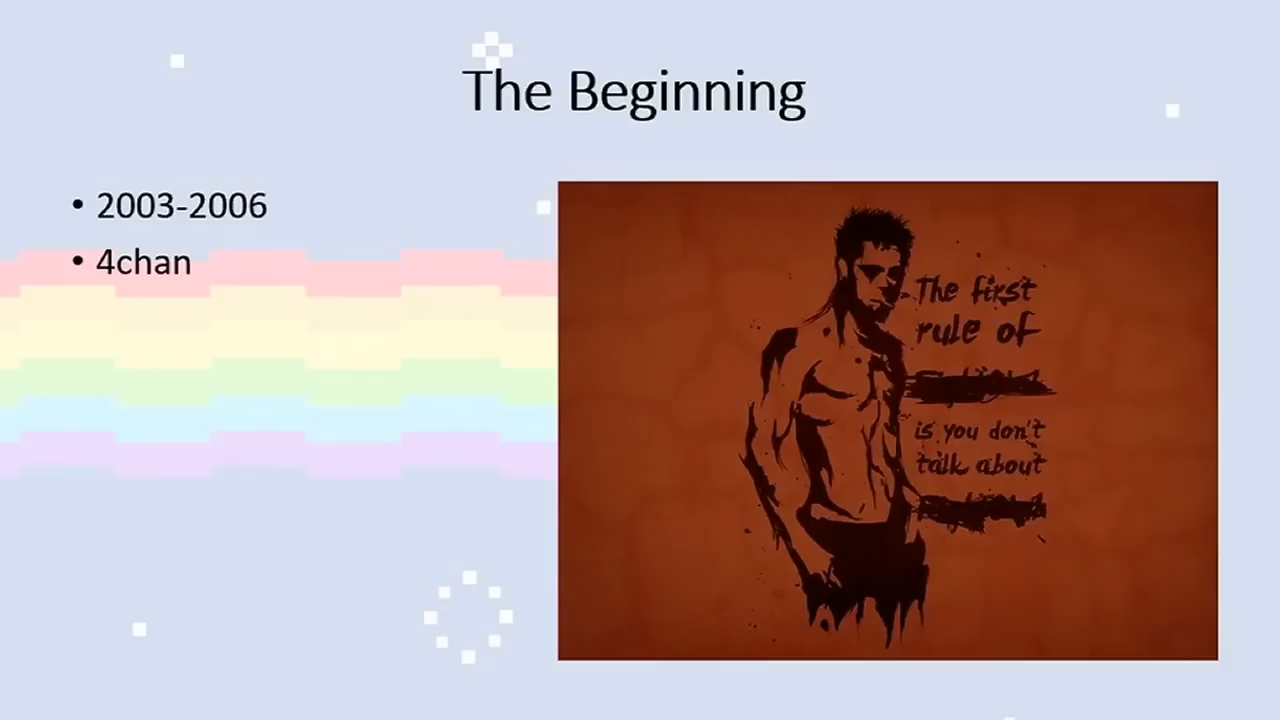 The Beginning
• 2003-2006
• 4chan
The first
rule of
is you don't
talk about